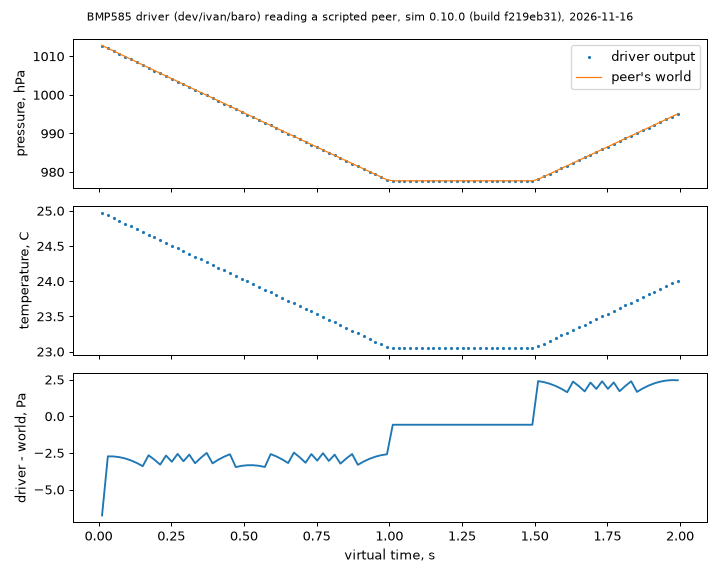 BMP585 driver (dev/ivan/baro) reading a scripted peer, sim 0.10.0 (build f219eb31), 2026-11-16
pressure, hPa
1010
1000
990
980
driver output
peer's world
temperature, C
25.0
24.5
24.0
23.5
23.0
driver - world, Pa
2.5
0.0
−2.5
−5.0
0.00 0.25 0.50 0.75 1.00 1.25 1.50 1.75 2.00
virtual time, s